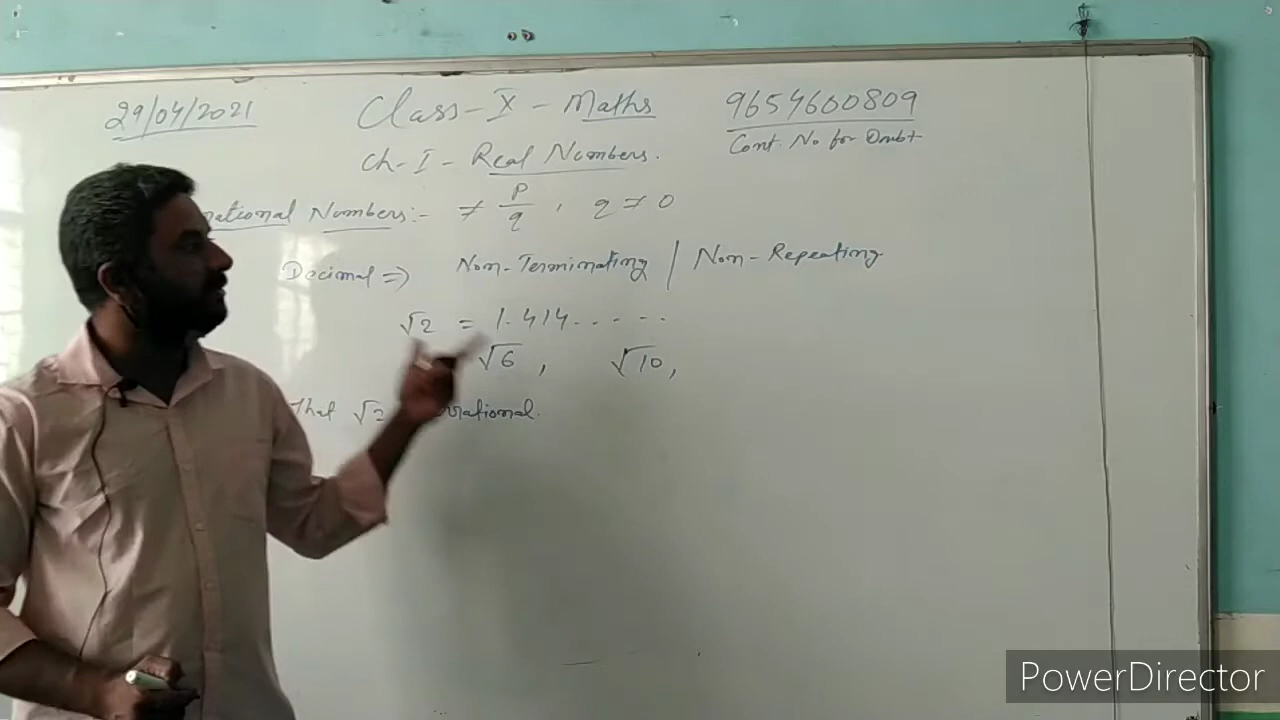 29/04/2021 Class-X-Maths 9654600809
Ch-I-Real Numbers. Cont. No for Doubt
rational Numbers:- ≠ p/q , q ≠ 0
Decimal => Non-Terminating / Non-Repeating
√2 = 1.414......
√6 , √10,
That √2 rrational.
PowerDirector